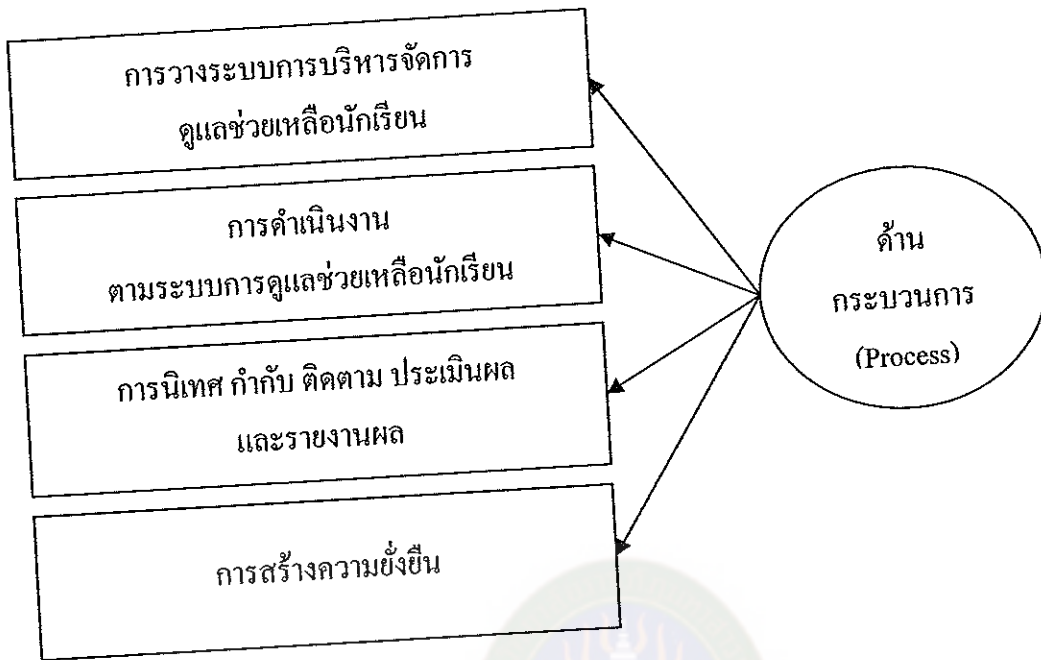 การวางระบบการบริหารจัดการ
ดูแลช่วยเหลือนักเรียน
การดำเนินงาน
ตามระบบการดูแลช่วยเหลือนักเรียน
การนิเทศ กำกับ ติดตาม ประเมินผล
และรายงานผล
การสร้างความยั่งยืน
ด้าน
กระบวนการ
(Process)